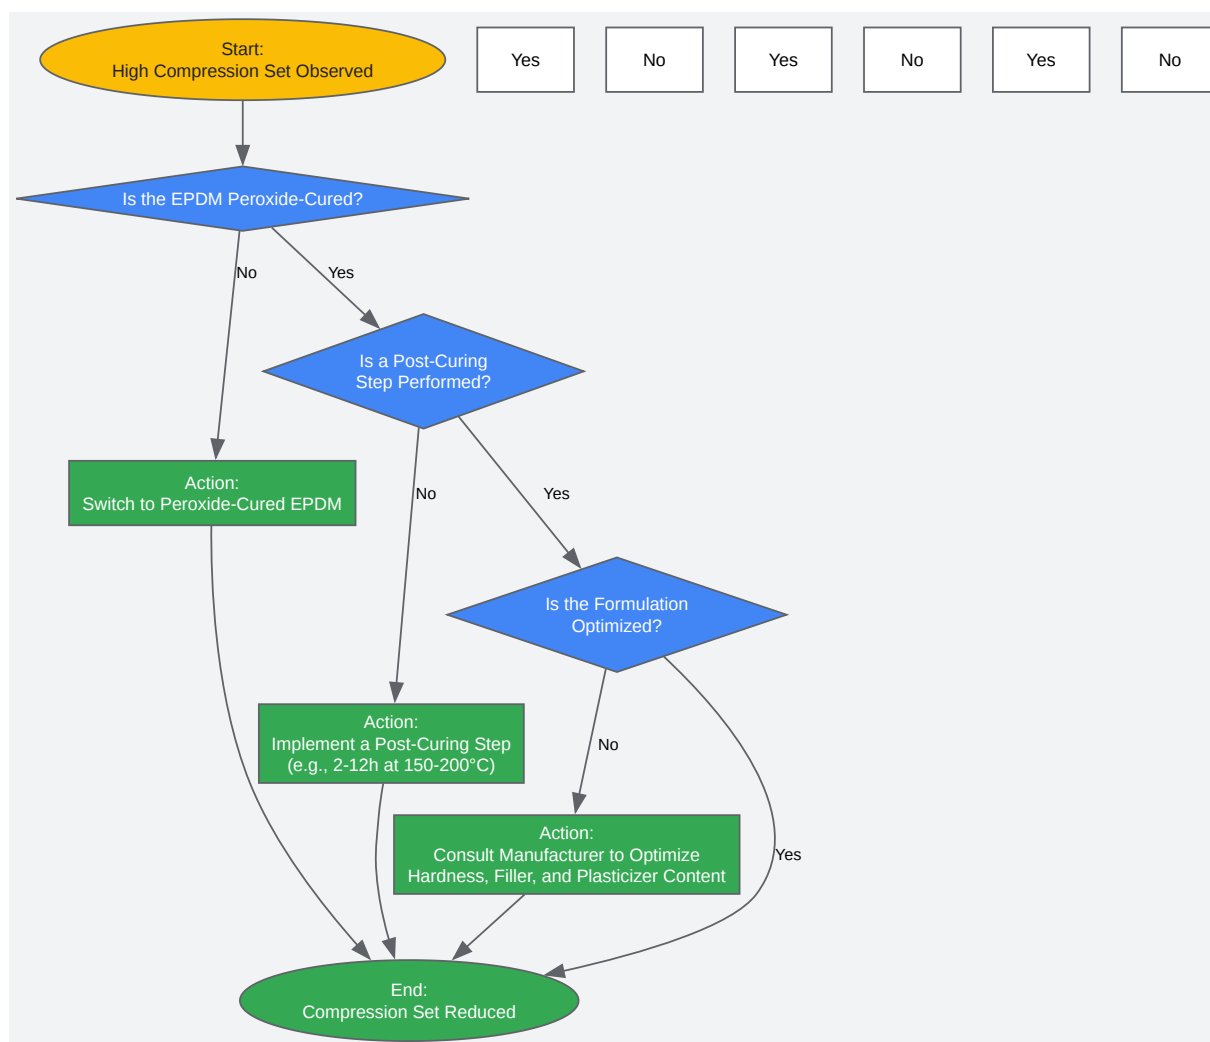 Start:
High Compression Set Observed
Yes
No
Yes
No
Yes
No
Is the EPDM Peroxide-Cured?
No
Yes
Is a Post-Curing
Step Performed?
Action:
Switch to Peroxide-Cured EPDM
No
Yes
Is the Formulation
Optimized?
Action:
Implement a Post-Curing Step
(e.g., 2-12h at 150-200°C)
No
Action:
Consult Manufacturer to Optimize
Hardness, Filler, and Plasticizer Content
Yes
End:
Compression Set Reduced